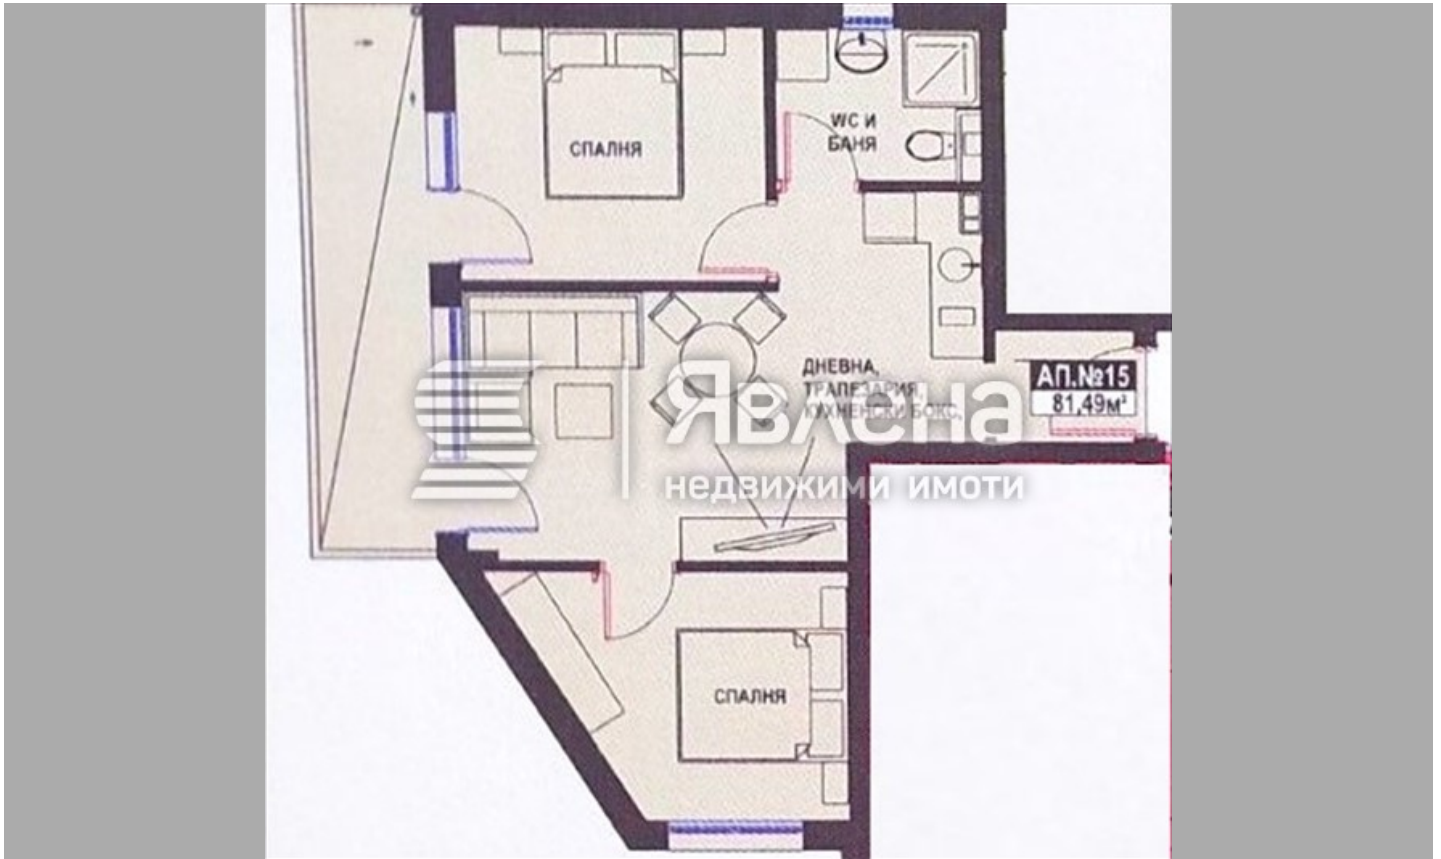 СПАЛНЯ
WC И
БАНЯ
ДНЕВНА,
ТРАПЕЗАРИЯ,
КУХНЕНСКИ БОКС,
АП.№15
81,49м²
Явлена
недвижими имоти
СПАЛНЯ